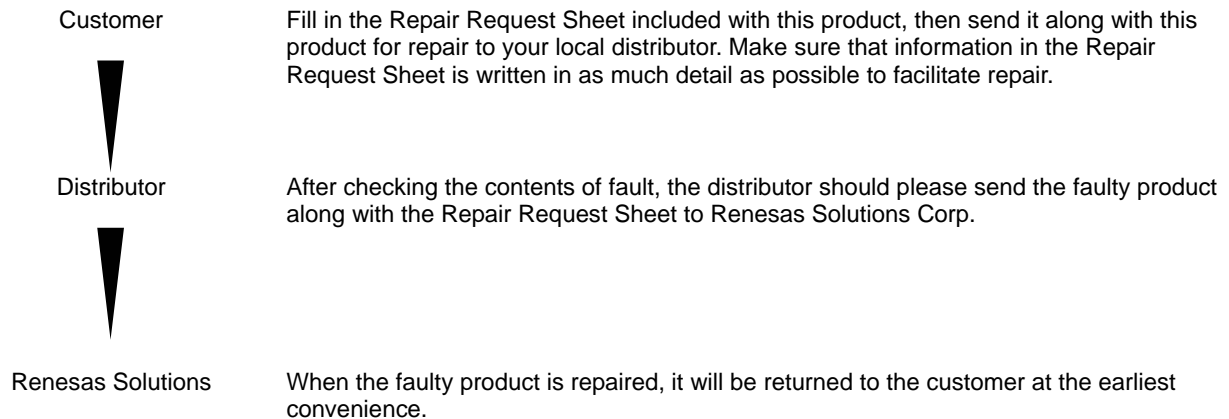 Customer
Fill in the Repair Request Sheet included with this product, then send it along with this
product for repair to your local distributor. Make sure that information in the Repair
Request Sheet is written in as much detail as possible to facilitate repair.
Distributor
After checking the contents of fault, the distributor should please send the faulty product
along with the Repair Request Sheet to Renesas Solutions Corp.
Renesas Solutions
When the faulty product is repaired, it will be returned to the customer at the earliest
convenience.